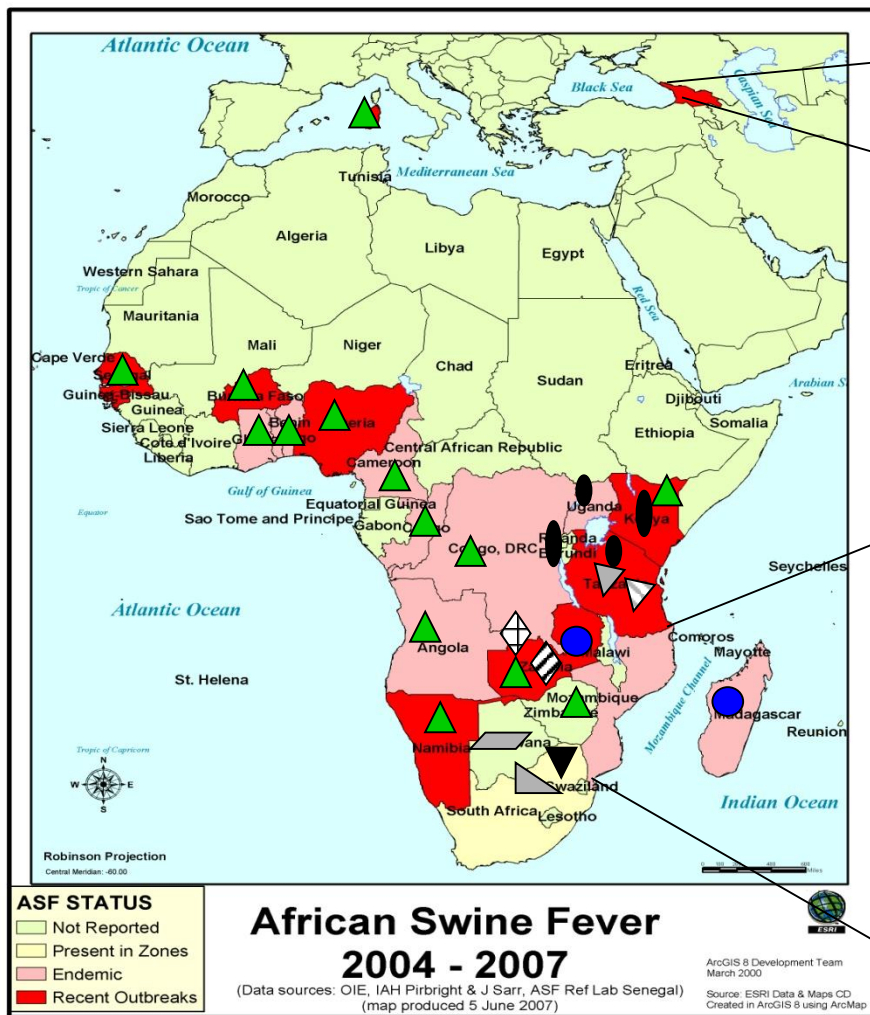 Atlantic Ocean
Black Sea
Caspian Sea
Mediterranean Sea
Tunisia
Morocco
Algeria
Libya
Egypt
Western Sahara
Tropic of Cancer
Red Sea
Mauritania
Mali
Niger
Chad
Sudan
Eritrea
Arabian
Cape Verde
Djibouti
Guinea-Bissau
Guinea
Somalia
Sierra Leone
Ethiopia
Cote d'Ivoire
Liberia
Central African Republic
Cameroon
Gulf of Guinea
Equatorial Guinea
Uganda
Equator
Sao Tome and Principe
Gabon
Congo, DRC
Burundi
Seychelles
Atlantic Ocean
Comoros
Angola
Malawi
Mayotte
St. Helena
Mozambique
Zimbabwe
Mozambique Channel
Madagascar
Reunion
Namibia
Tropic of Capricorn
N
W E
S
Swaziland
South Africa
Lesotho
Indian Ocean
Robinson Projection
Central Meridian: -60.00
Miles
ASF STATUS
Not Reported
Present in Zones
Endemic
Recent Outbreaks
African Swine Fever
2004 - 2007
(Data sources: OIE, IAH Pirbright & J Sarr, ASF Ref Lab Senegal)
(map produced 5 June 2007)
ESRI
ArcGIS 8 Development Team
March 2000
Source: ESRI Data & Maps CD
Created in ArcGIS 8 using ArcMap